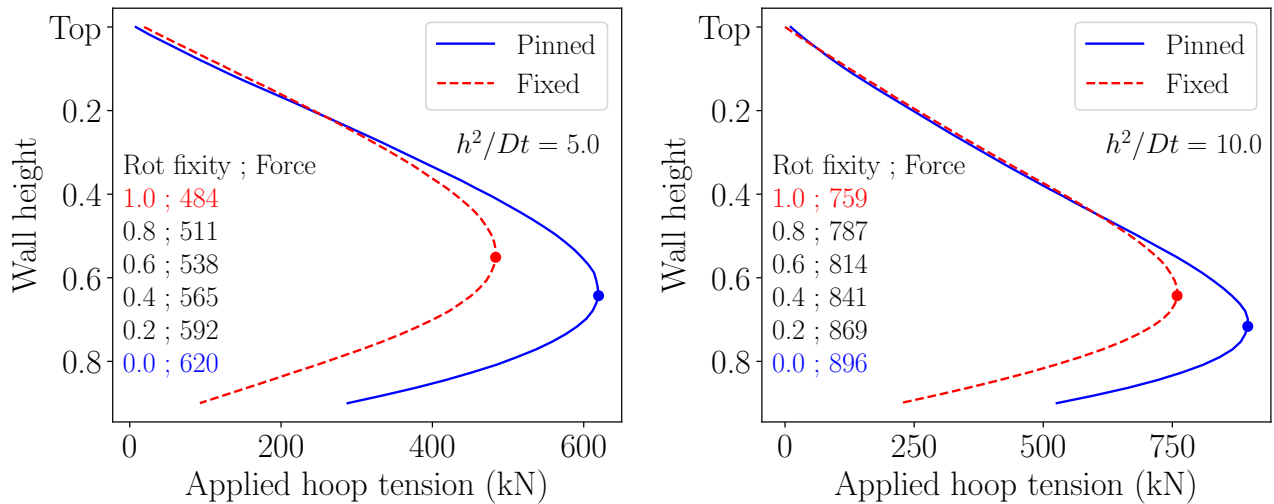 Top
0.2
0.4
0.6
0.8
Wall height
Pinned
Fixed
h²/Dt = 5.0
Rot fixity ; Force
1.0 ; 484
0.8 ; 511
0.6 ; 538
0.4 ; 565
0.2 ; 592
0.0 ; 620
0 200 400 600
Applied hoop tension (kN)
Top
0.2
0.4
0.6
0.8
Wall height
Pinned
Fixed
h²/Dt = 10.0
Rot fixity ; Force
1.0 ; 759
0.8 ; 787
0.6 ; 814
0.4 ; 841
0.2 ; 869
0.0 ; 896
0 250 500 750
Applied hoop tension (kN)